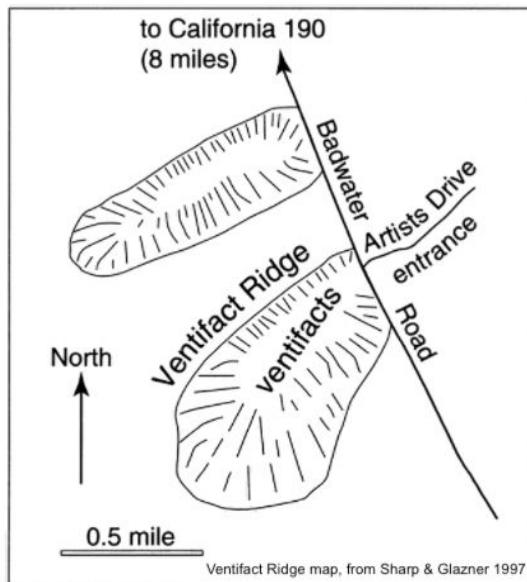 to California 190
(8 miles)
Badwater
Artists Drive
entrance
Ventifact Ridge
ventifacts
Road
North
0.5 mile
Ventifact Ridge map, from Sharp & Glazner 1997